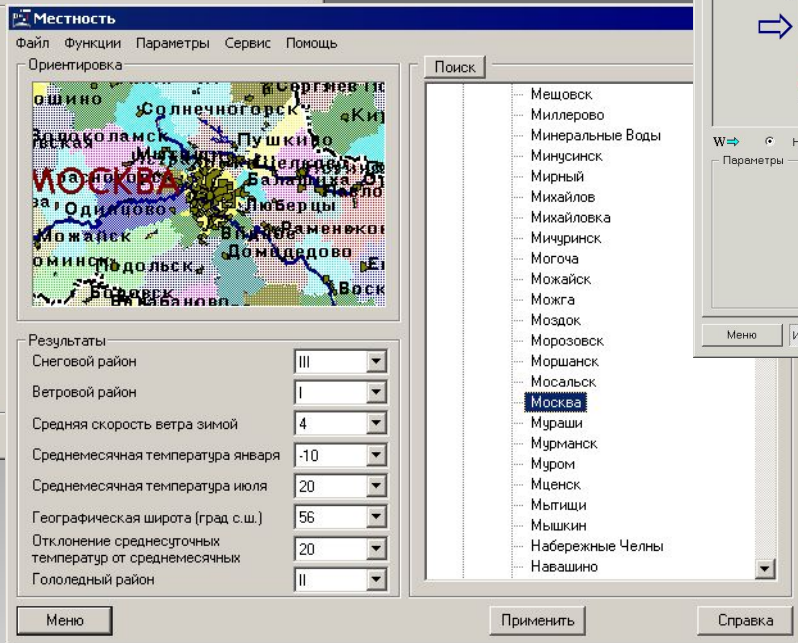 Местность
Файл Функции Параметры Сервис Помощь
Ориентировка
Солнечногорск
Пушкино
МОСКВА
Балашиха
Одинцово
Люберцы
Можайск
Домодедово
Подольск
Результаты
Снеговой район III
Ветровой район I
Средняя скорость ветра зимой 4
Среднемесячная температура января -10
Среднемесячная температура июля 20
Географическая широта (град с.ш.) 56
Отклонение среднесуточных
температур от среднемесячных 20
Гололедный район II
Меню
Поиск
Мещовск
Миллерово
Минеральные Воды
Минусинск
Мирный
Михайлов
Михайловка
Мичуринск
Могоча
Можайск
Можга
Моздок
Морозовск
Моршанск
Мосальск
Москва
Мураши
Мурманск
Муром
Мценск
Мытищи
Мышкин
Набережные Челны
Навашино
Применить
Справка
W
Параметры
Меню